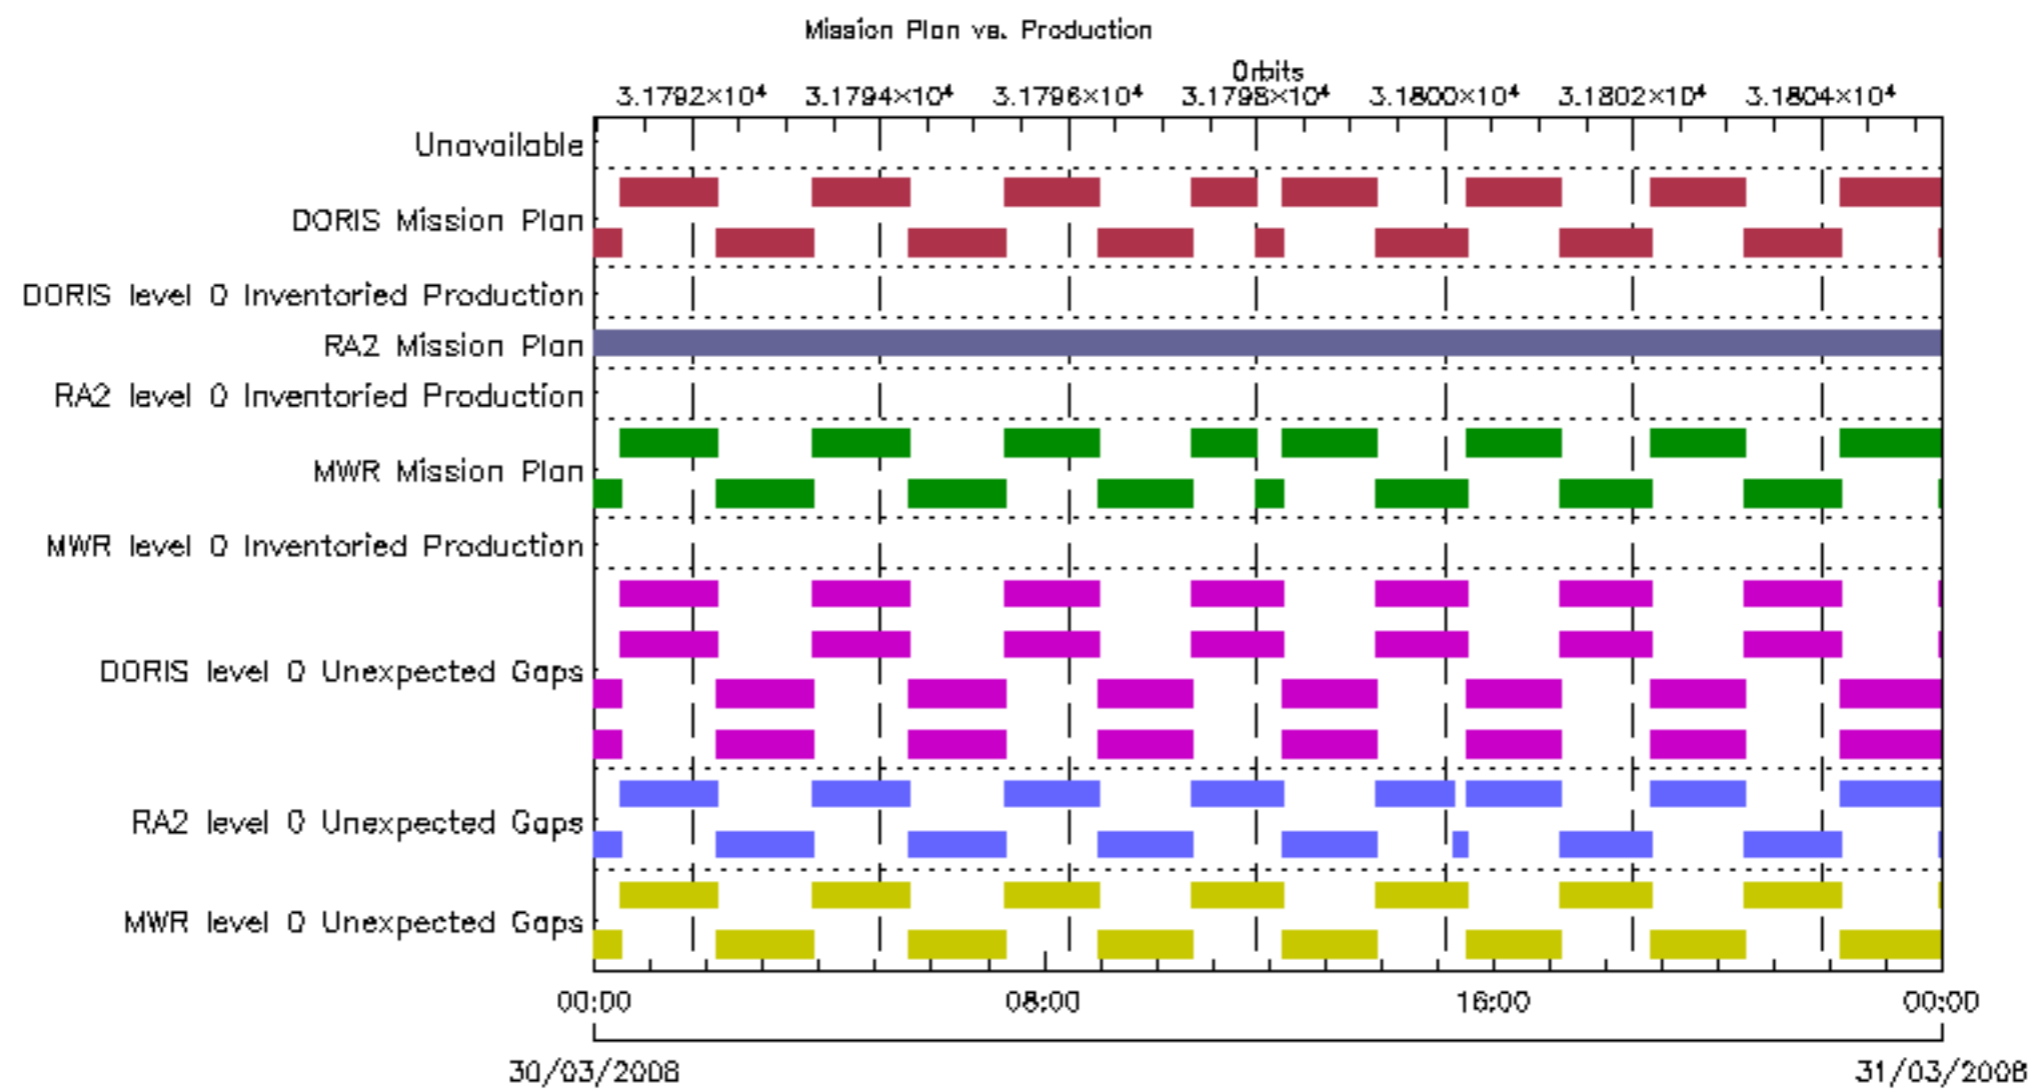 Mission Plan vs. Production
Orbits
3.1792×10⁴ 3.1794×10⁴ 3.1796×10⁴ 3.1798×10⁴ 3.1800×10⁴ 3.1802×10⁴ 3.1804×10⁴
Unavailable
DORIS Mission Plan
DORIS level 0 Inventoried Production
RA2 Mission Plan
RA2 level 0 Inventoried Production
MWR Mission Plan
MWR level 0 Inventoried Production
DORIS level 0 Unexpected Gaps
RA2 level 0 Unexpected Gaps
MWR level 0 Unexpected Gaps
00:00 08:00 16:00 00:00
30/03/2008 31/03/2008